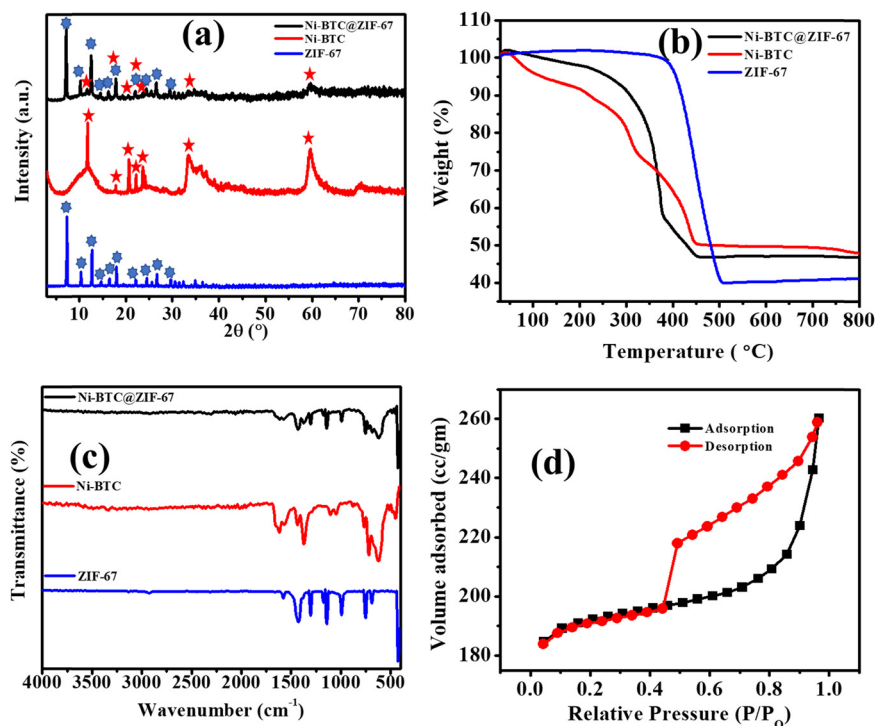 (a)
Ni-BTC@ZIF-67
Ni-BTC
ZIF-67
Intensity (a.u.)
10 20 30 40 50 60 70 80
2θ (°)
(b)
Ni-BTC@ZIF-67
Ni-BTC
ZIF-67
Weight (%)
110
100
90
80
70
60
50
40
100 200 300 400 500 600 700 800
Temperature ( °C)
(c)
Ni-BTC@ZIF-67
Ni-BTC
ZIF-67
Transmittance (%)
4000 3500 3000 2500 2000 1500 1000 500
Wavenumber (cm-1)
(d)
Adsorption
Desorption
Volume adsorbed (cc/gm)
260
240
220
200
180
0.0 0.2 0.4 0.6 0.8 1.0
Relative Pressure (P/PO)